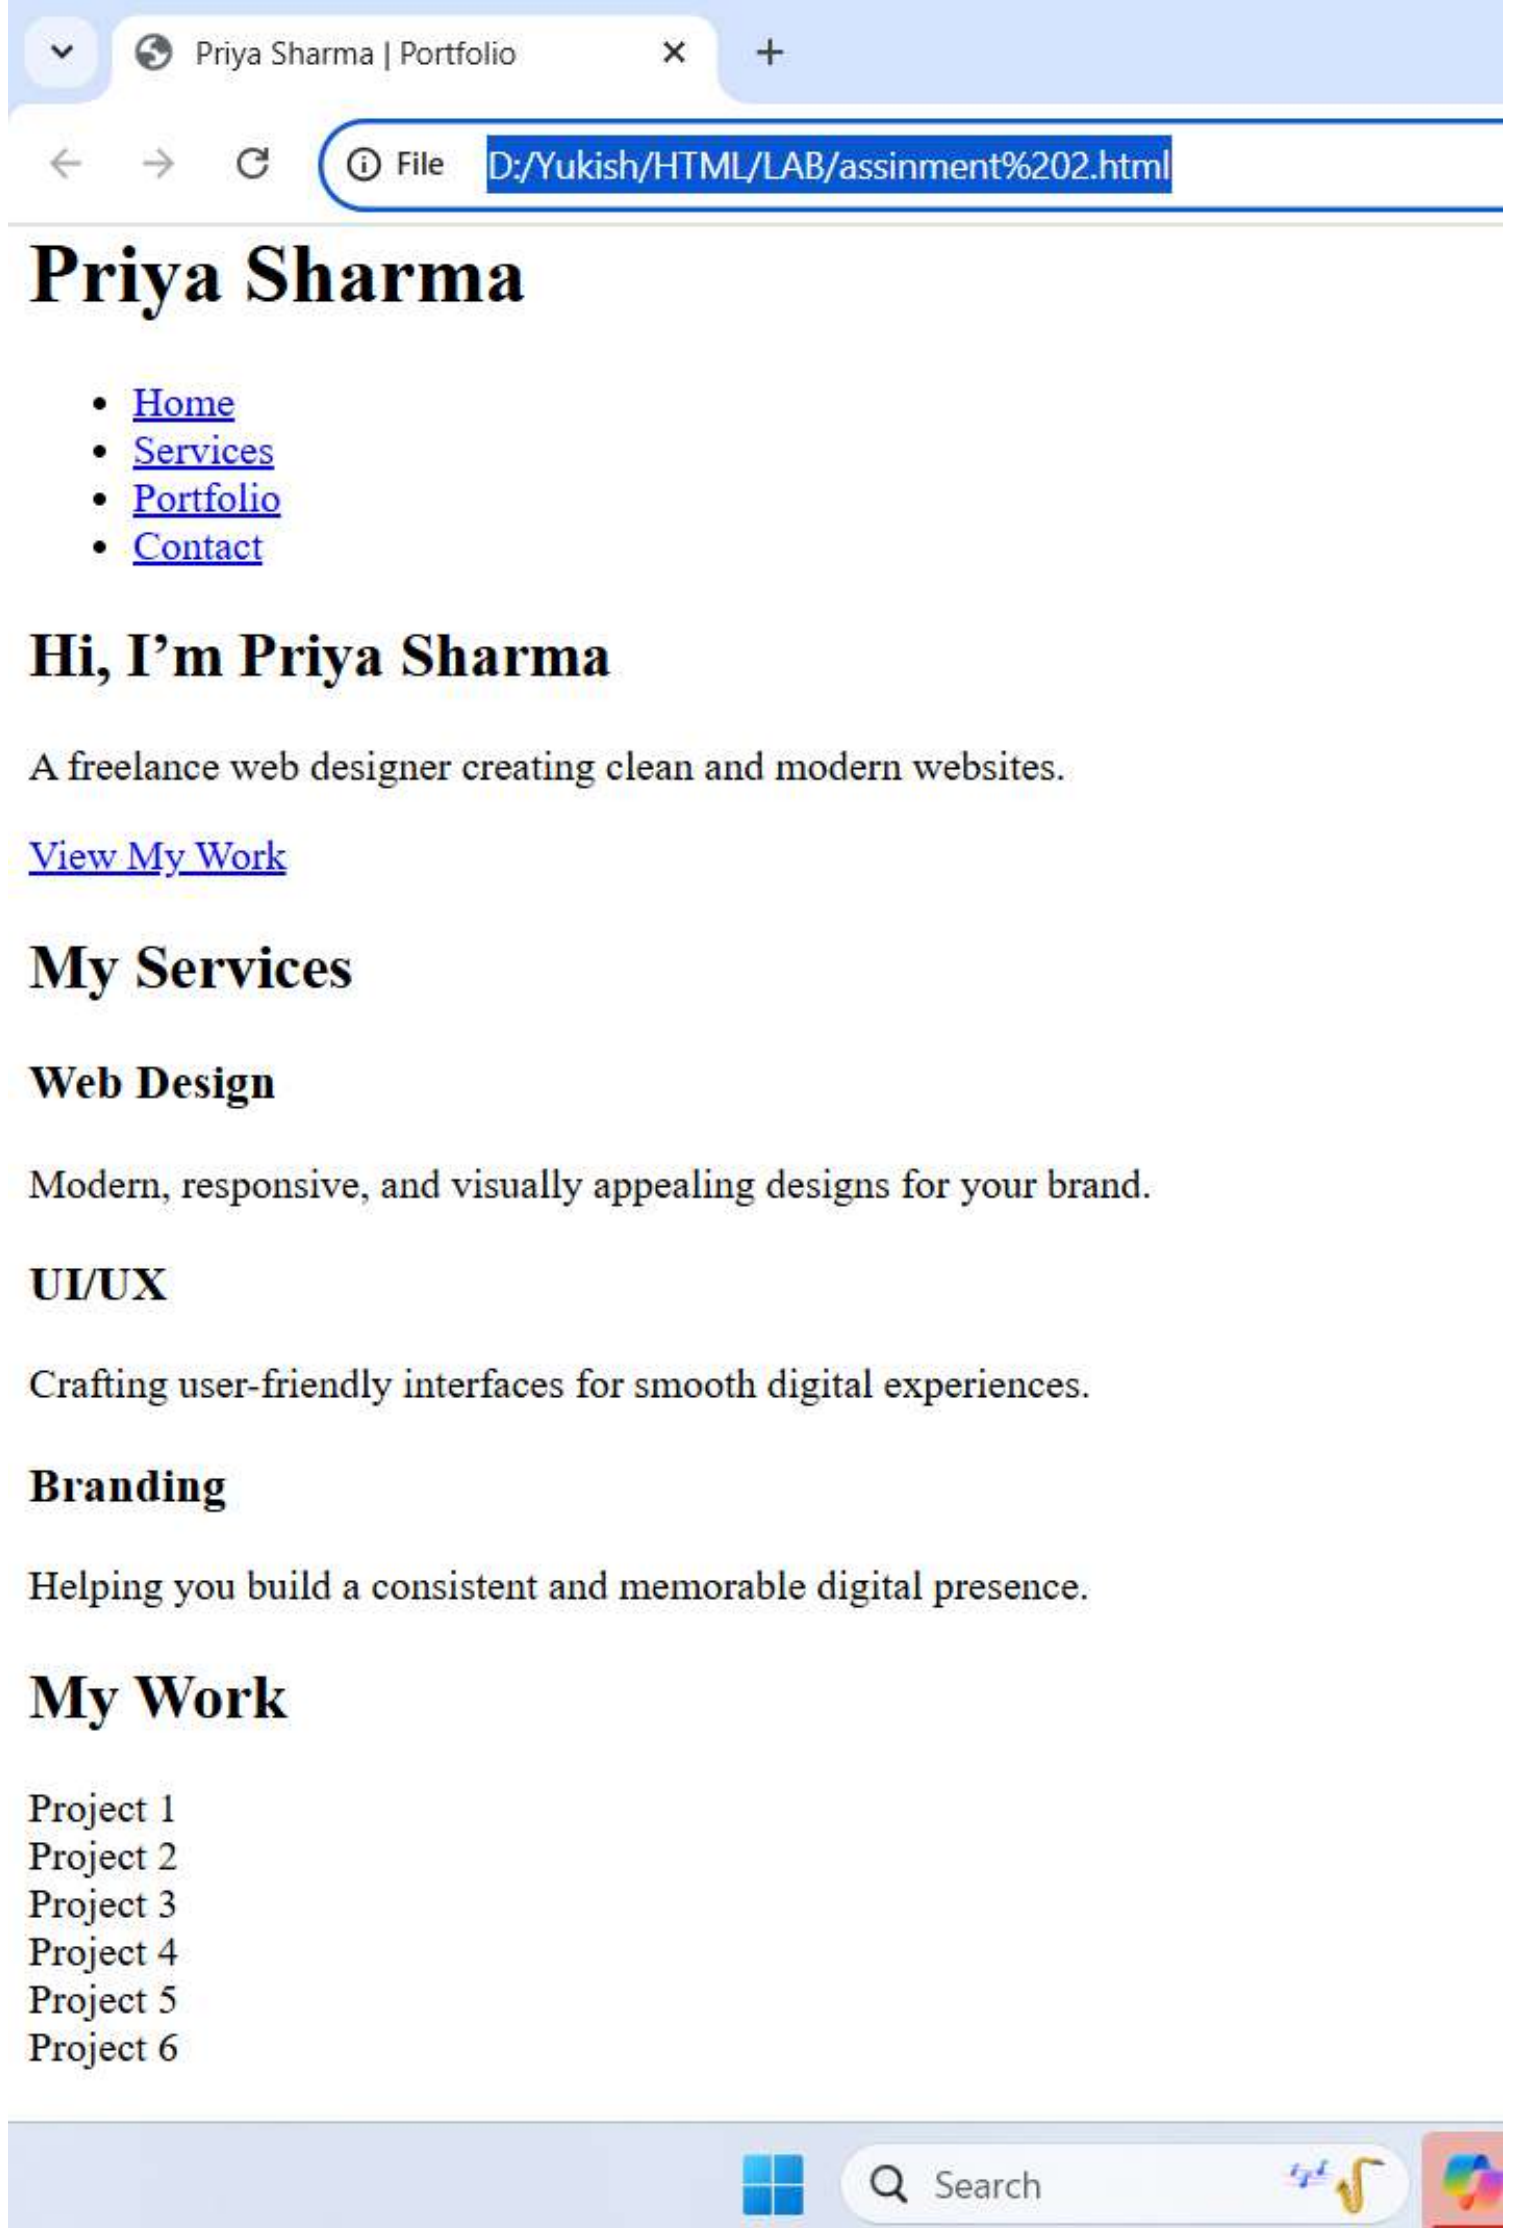 Priya Sharma | Portfolio
File D:/Yukish/HTML/LAB/assinment%202.html
Priya Sharma
Home
Services
Portfolio
Contact
Hi, I’m Priya Sharma
A freelance web designer creating clean and modern websites.
View My Work
My Services
Web Design
Modern, responsive, and visually appealing designs for your brand.
UI/UX
Crafting user-friendly interfaces for smooth digital experiences.
Branding
Helping you build a consistent and memorable digital presence.
My Work
Project 1
Project 2
Project 3
Project 4
Project 5
Project 6
Search